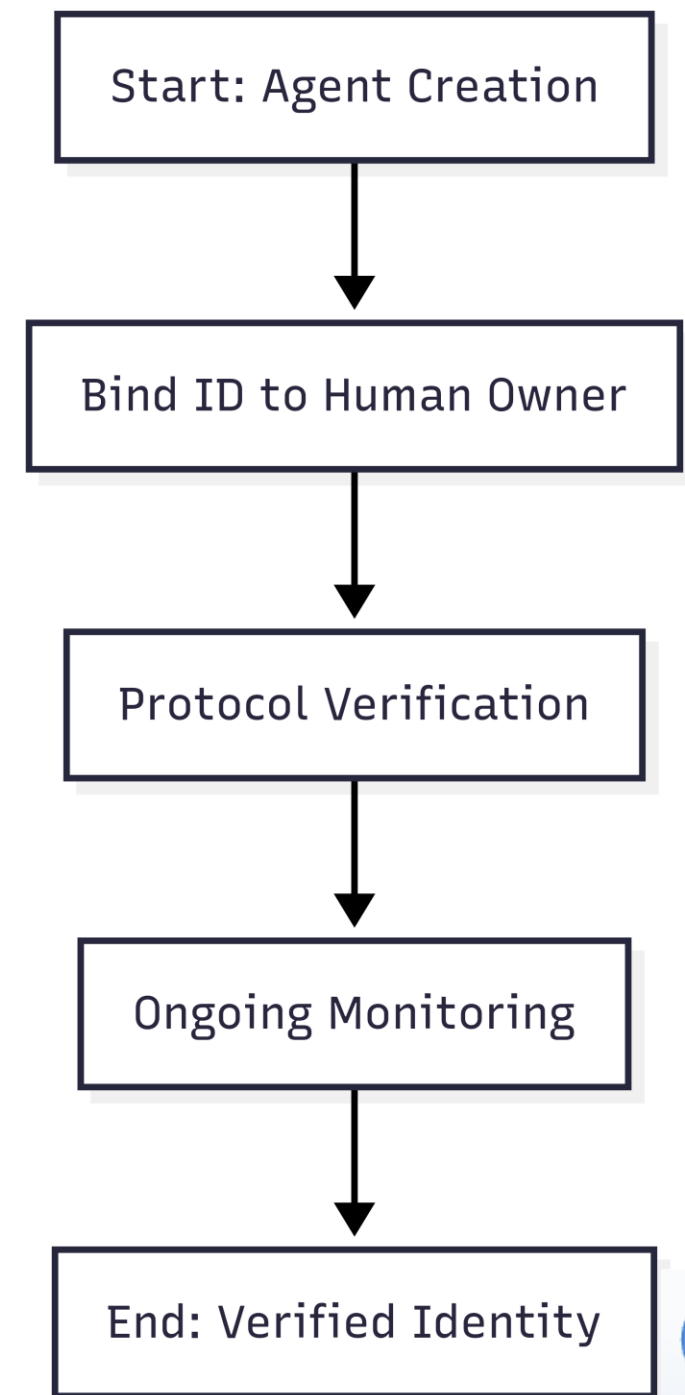 Start: Agent Creation
Bind ID to Human Owner
Protocol Verification
Ongoing Monitoring
End: Verified Identity